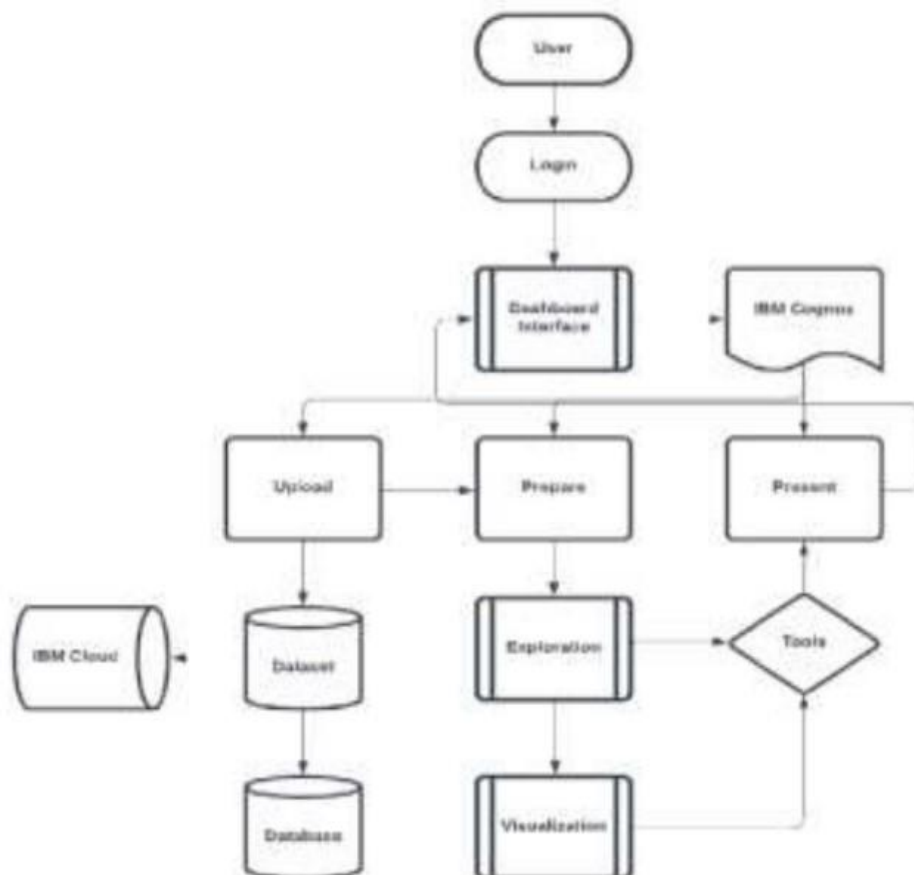 User
Login
Dashboard
Interface
IBM Cognos
Upload
Prepare
Present
IBM Cloud
Dataset
Exploration
Tools
Database
Visualization